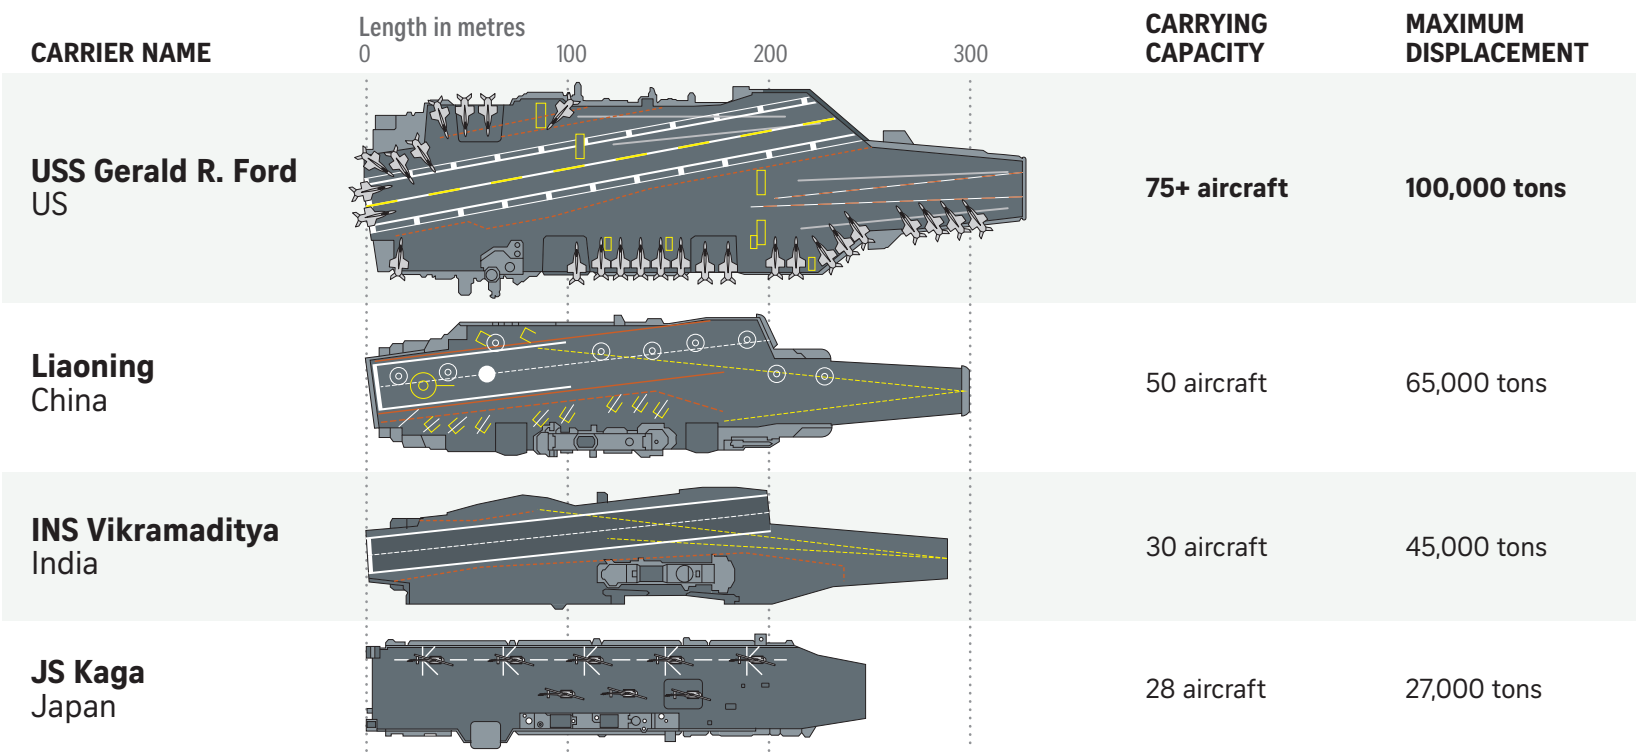 CARRIER NAME
Length in metres
0 100 200 300
CARRYING
CAPACITY
MAXIMUM
DISPLACEMENT
USS Gerald R. Ford
US
75+ aircraft
100,000 tons
Liaoning
China
50 aircraft
65,000 tons
INS Vikramaditya
India
30 aircraft
45,000 tons
JS Kaga
Japan
28 aircraft
27,000 tons